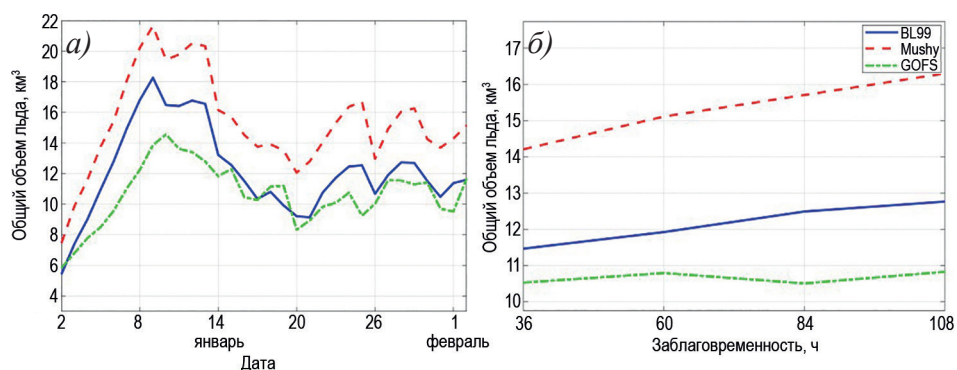 а)
Общий объем льда, км³
22
20
18
16
14
12
10
8
6
4
2
8
14
20
26
1
январь
февраль
Дата
б)
Общий объем льда, км³
17
16
15
14
13
12
11
10
36
60
84
108
Заблаговременность, ч
BL99
Mushy
GOFS